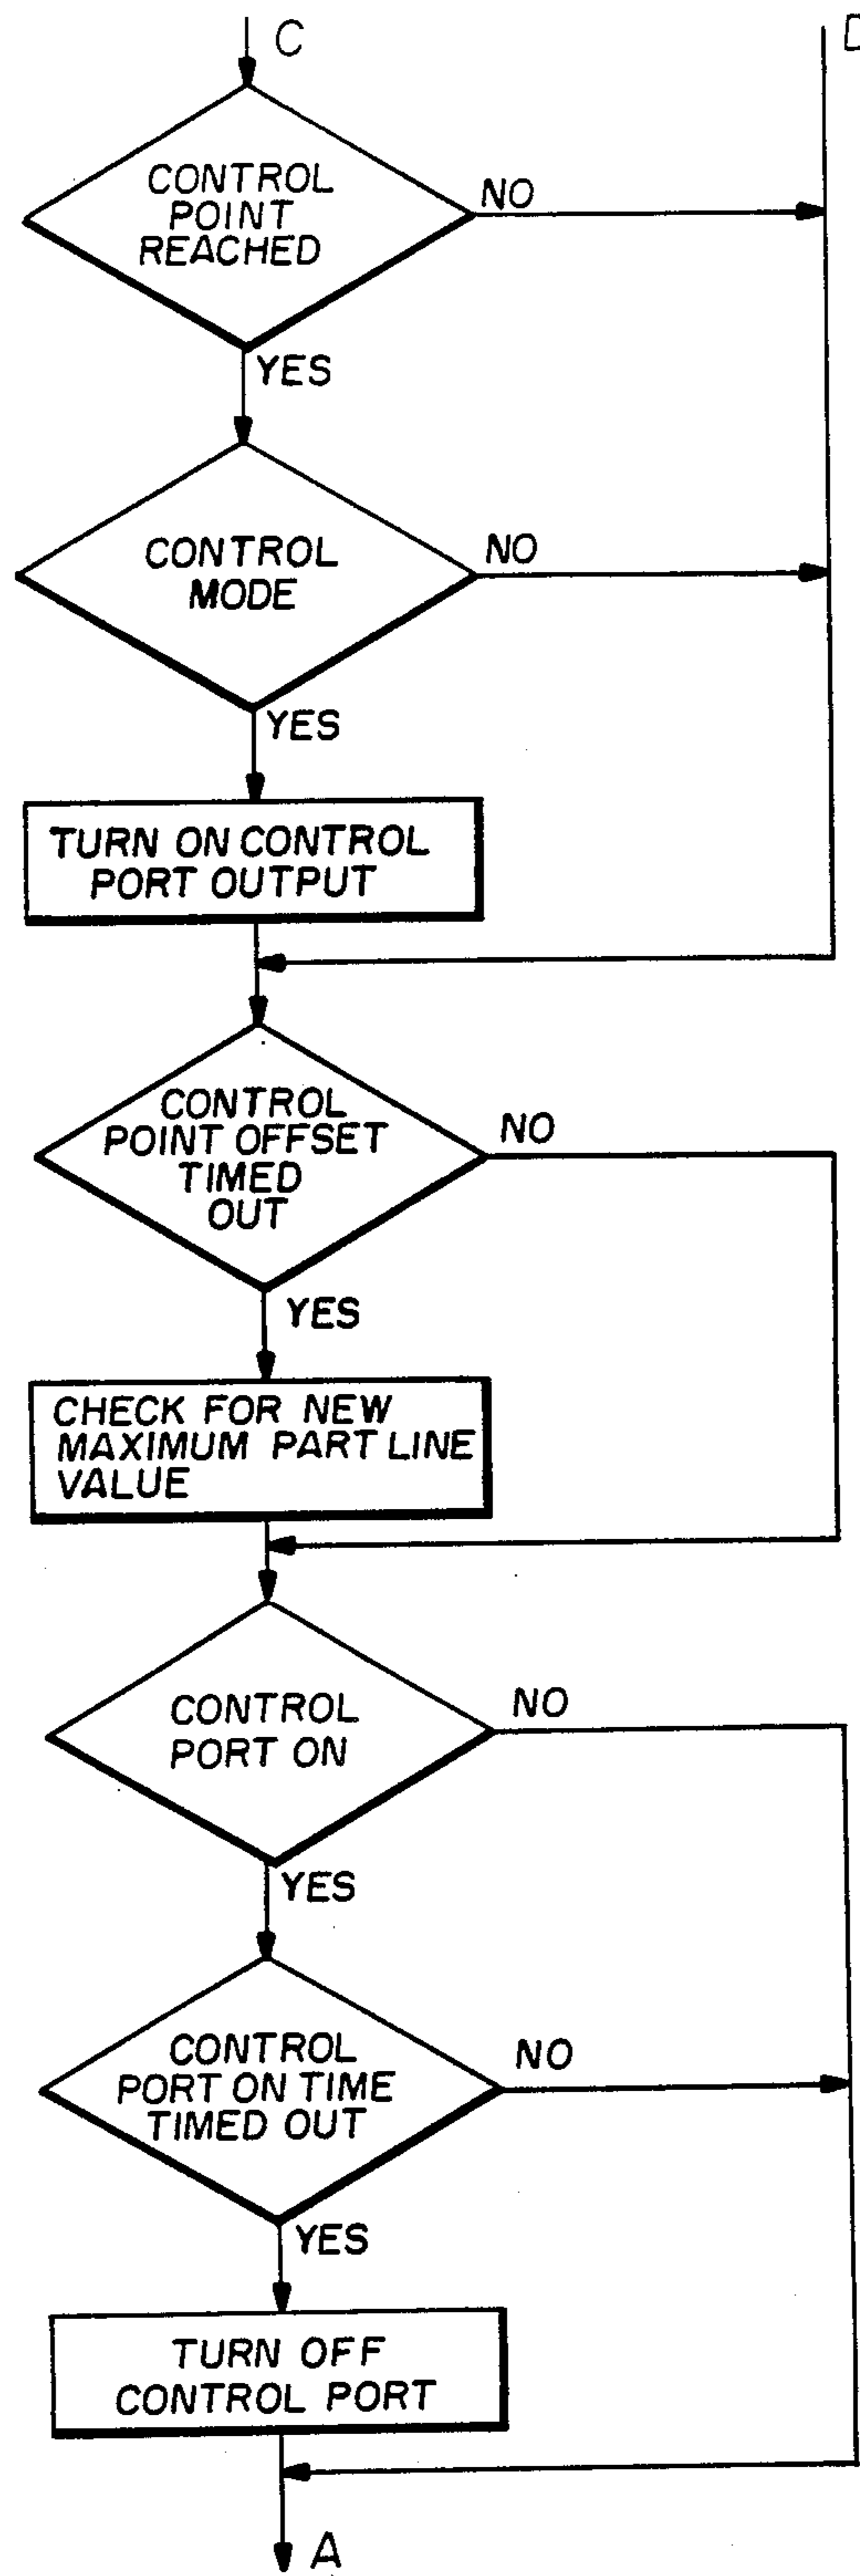 C
D
CONTROL
POINT
REACHED
NO
YES
CONTROL
MODE
NO
YES
TURN ON CONTROL
PORT OUTPUT
CONTROL
POINT OFFSET
TIMED
OUT
NO
YES
CHECK FOR NEW
MAXIMUM PART LINE
VALUE
CONTROL
PORT ON
NO
YES
CONTROL
PORT ON TIME
TIMED OUT
NO
YES
TURN OFF
CONTROL PORT
A